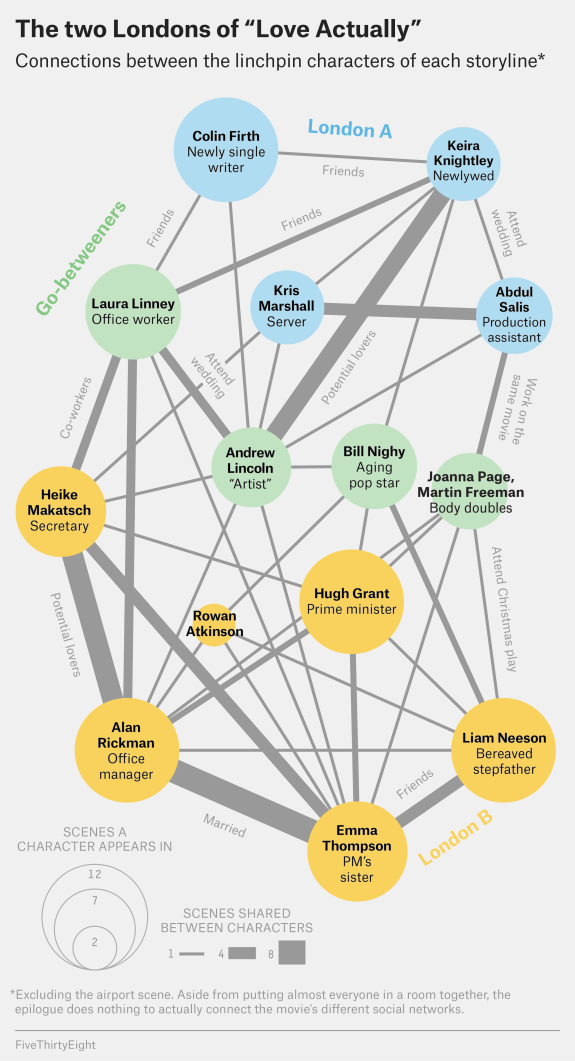 The two Londons of “Love Actually”
Connections between the linchpin characters of each storyline*
London A
Colin Firth
Newly single
writer
Friends
Keira
Knightley
Newlywed
Go-betweeners
Friends
Friends
Attend
wedding
Laura Linney
Office worker
Kris
Marshall
Server
Abdul
Salis
Production
assistant
Attend
wedding
Potential lovers
Co-workers
Work on the
same movie
Andrew
Lincoln
“Artist”
Bill Nighy
Aging
pop star
Joanna Page,
Martin Freeman
Body doubles
Heike
Makatsch
Secretary
Hugh Grant
Prime minister
Rowan
Atkinson
Attend Christmas play
Potential lovers
Alan
Rickman
Office
manager
Liam Neeson
Bereaved
stepfather
Friends
Married
Emma
Thompson
PM’s
sister
London B
SCENES A
CHARACTER APPEARS IN
12
7
2
SCENES SHARED
BETWEEN CHARACTERS
1
4
8
*Excluding the airport scene. Aside from putting almost everyone in a room together, the
epilogue does nothing to actually connect the movie's different social networks.
FiveThirtyEight